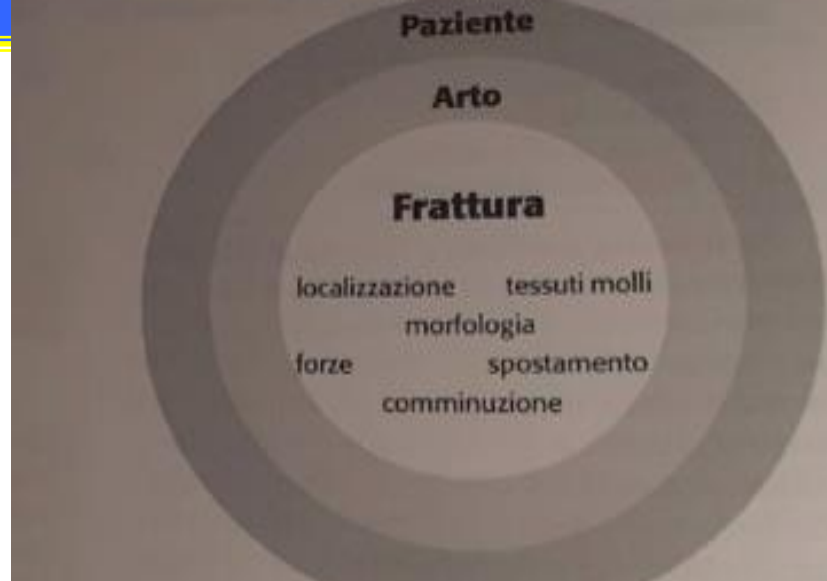 Paziente
Arto
Frattura
localizzazione tessuti molli
morfologia
forze spostamento
comminuzione